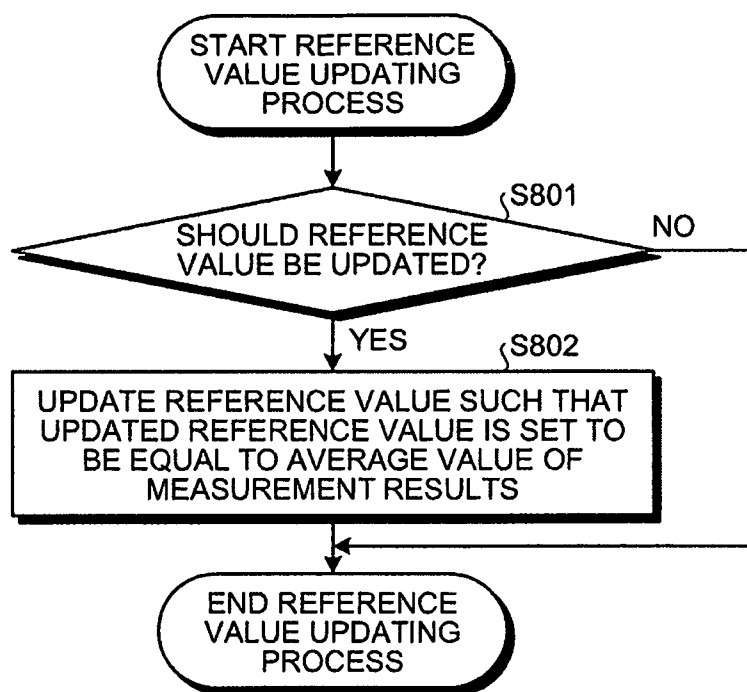 START REFERENCE
VALUE UPDATING
PROCESS
S801
SHOULD REFERENCE
VALUE BE UPDATED?
NO
YES
S802
UPDATE REFERENCE VALUE SUCH THAT
UPDATED REFERENCE VALUE IS SET TO
BE EQUAL TO AVERAGE VALUE OF
MEASUREMENT RESULTS
END REFERENCE
VALUE UPDATING
PROCESS